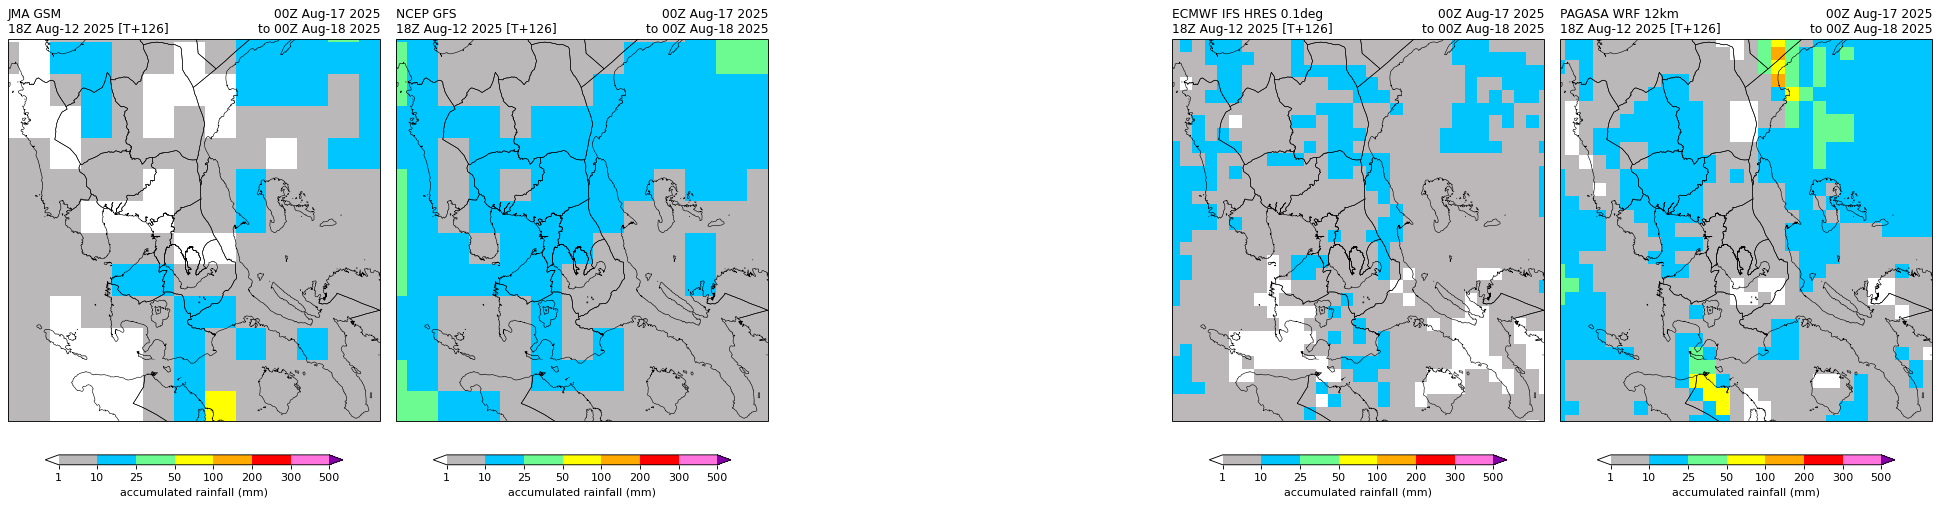 JMA GSM 00Z Aug-17 2025
18Z Aug-12 2025 [T+126] to 00Z Aug-18 2025
NCEP GFS 00Z Aug-17 2025
18Z Aug-12 2025 [T+126] to 00Z Aug-18 2025
ECMWF IFS HRES 0.1deg 00Z Aug-17 2025
18Z Aug-12 2025 [T+126] to 00Z Aug-18 2025
PAGASA WRF 12km 00Z Aug-17 2025
18Z Aug-12 2025 [T+126] to 00Z Aug-18 2025
1 10 25 50 100 200 300 500
accumulated rainfall (mm)
1 10 25 50 100 200 300 500
accumulated rainfall (mm)
1 10 25 50 100 200 300 500
accumulated rainfall (mm)
1 10 25 50 100 200 300 500
accumulated rainfall (mm)